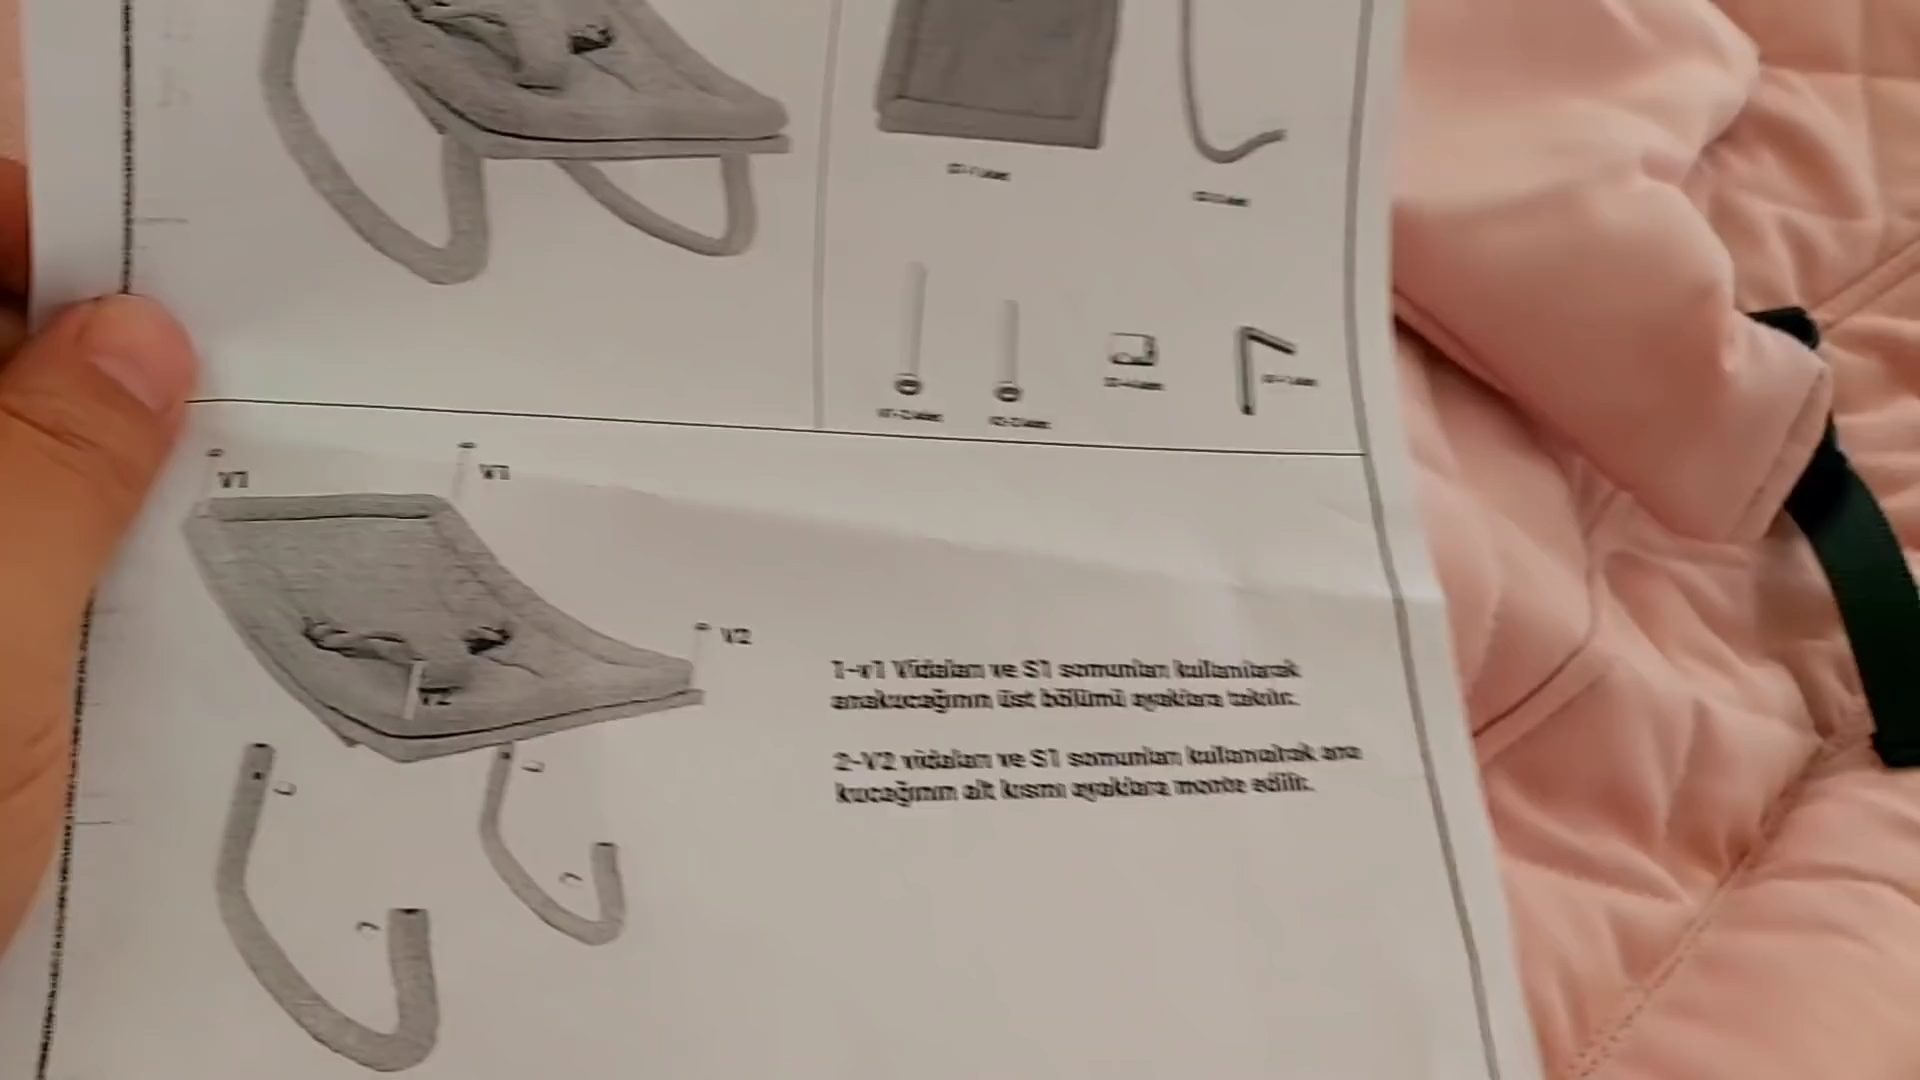 V1
V1
V2
V2
1-v1 Vidaları ve S1 somunları kullanılarak
anakucağının üst bölümü ayaklara takılır.
2-V2 vidaları ve S1 somunları kullanılarak ana
kucağının alt kısmı ayaklara monte edilir.